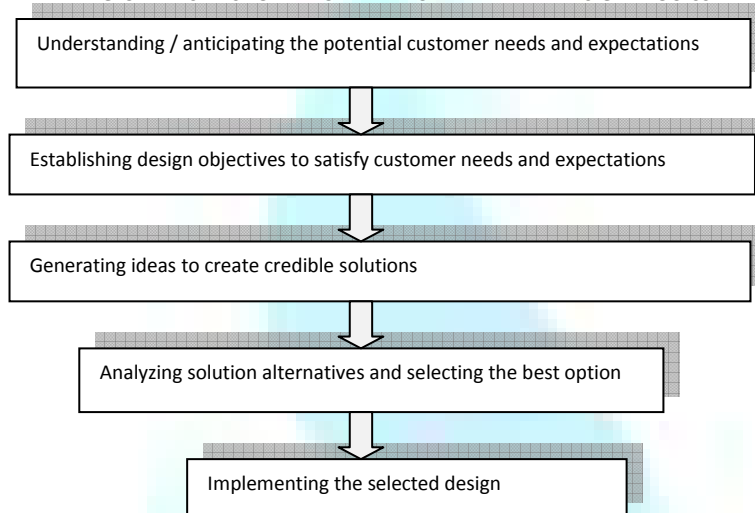 Understanding / anticipating the potential customer needs and expectations
Establishing design objectives to satisfy customer needs and expectations
Generating ideas to create credible solutions
Analyzing solution alternatives and selecting the best option
Implementing the selected design